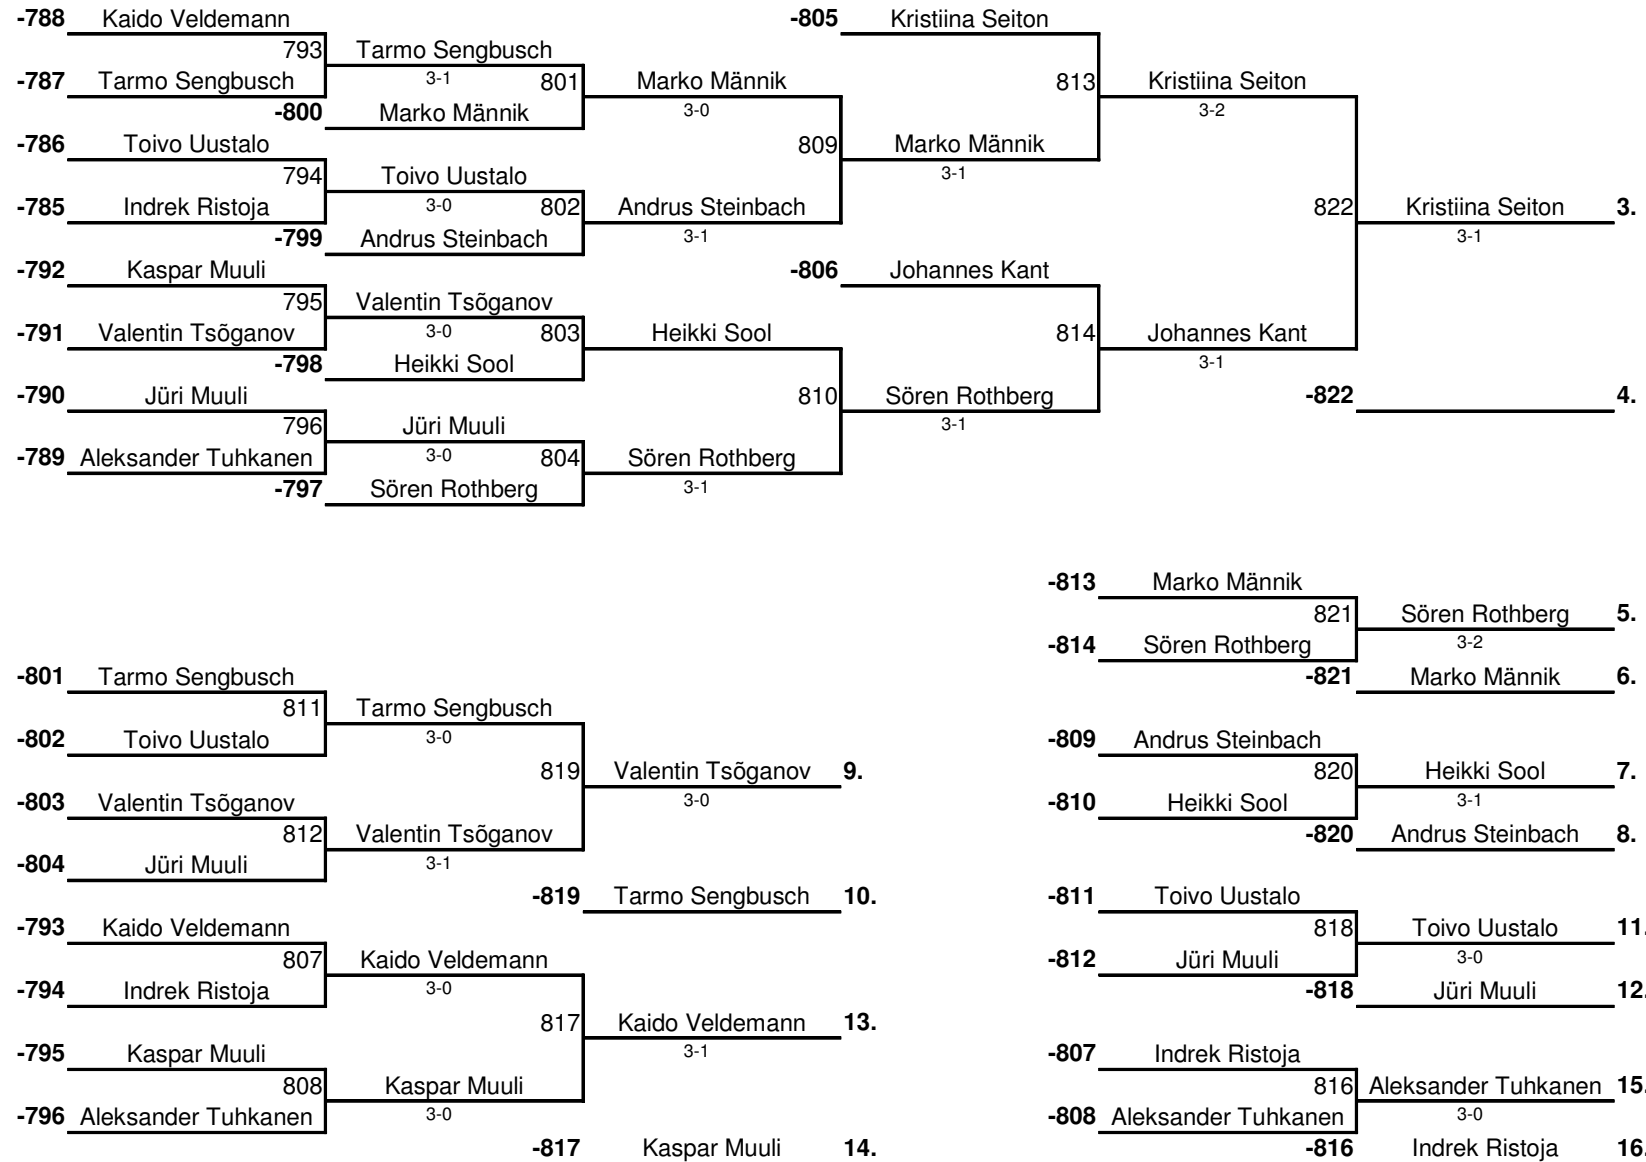 -788 Kaido Veldemann -805 Kristiina Seiton
793 Tarmo Sengbusch
-787 Tarmo Sengbusch 3-1 801 Marko Männik 813 Kristiina Seiton
-800 Marko Männik 3-0 3-2
-786 Toivo Uustalo 809 Marko Männik
794 Toivo Uustalo 3-1
-785 Indrek Ristoja 3-0 802 Andrus Steinbach 822 Kristiina Seiton 3.
-799 Andrus Steinbach 3-1 3-1
-792 Kaspar Muuli -806 Johannes Kant
795 Valentin Tsõganov
-791 Valentin Tsõganov 3-0 803 Heikki Sool 814 Johannes Kant
-798 Heikki Sool 3-1
-790 Jüri Muuli 810 Sören Rothberg -822 4.
796 Jüri Muuli 3-1
-789 Aleksander Tuhkanen 3-0 804 Sören Rothberg
-797 Sören Rothberg 3-1
-813 Marko Männik
821 Sören Rothberg 5.
-814 Sören Rothberg 3-2
-801 Tarmo Sengbusch -821 Marko Männik 6.
811 Tarmo Sengbusch
-802 Toivo Uustalo 3-0 -809 Andrus Steinbach
819 Valentin Tsõganov 9. 820 Heikki Sool 7.
-803 Valentin Tsõganov 3-0 -810 Heikki Sool 3-1
812 Valentin Tsõganov -820 Andrus Steinbach 8.
-804 Jüri Muuli 3-1
-819 Tarmo Sengbusch 10. -811 Toivo Uustalo
-793 Kaido Veldemann 818 Toivo Uustalo 11.
807 Kaido Veldemann -812 Jüri Muuli 3-0
-794 Indrek Ristoja 3-0 -818 Jüri Muuli 12.
817 Kaido Veldemann 13.
-795 Kaspar Muuli 3-1 -807 Indrek Ristoja
808 Kaspar Muuli 816 Aleksander Tuhkanen 15.
-796 Aleksander Tuhkanen 3-0 -808 Aleksander Tuhkanen 3-0
-817 Kaspar Muuli 14. -816 Indrek Ristoja 16.